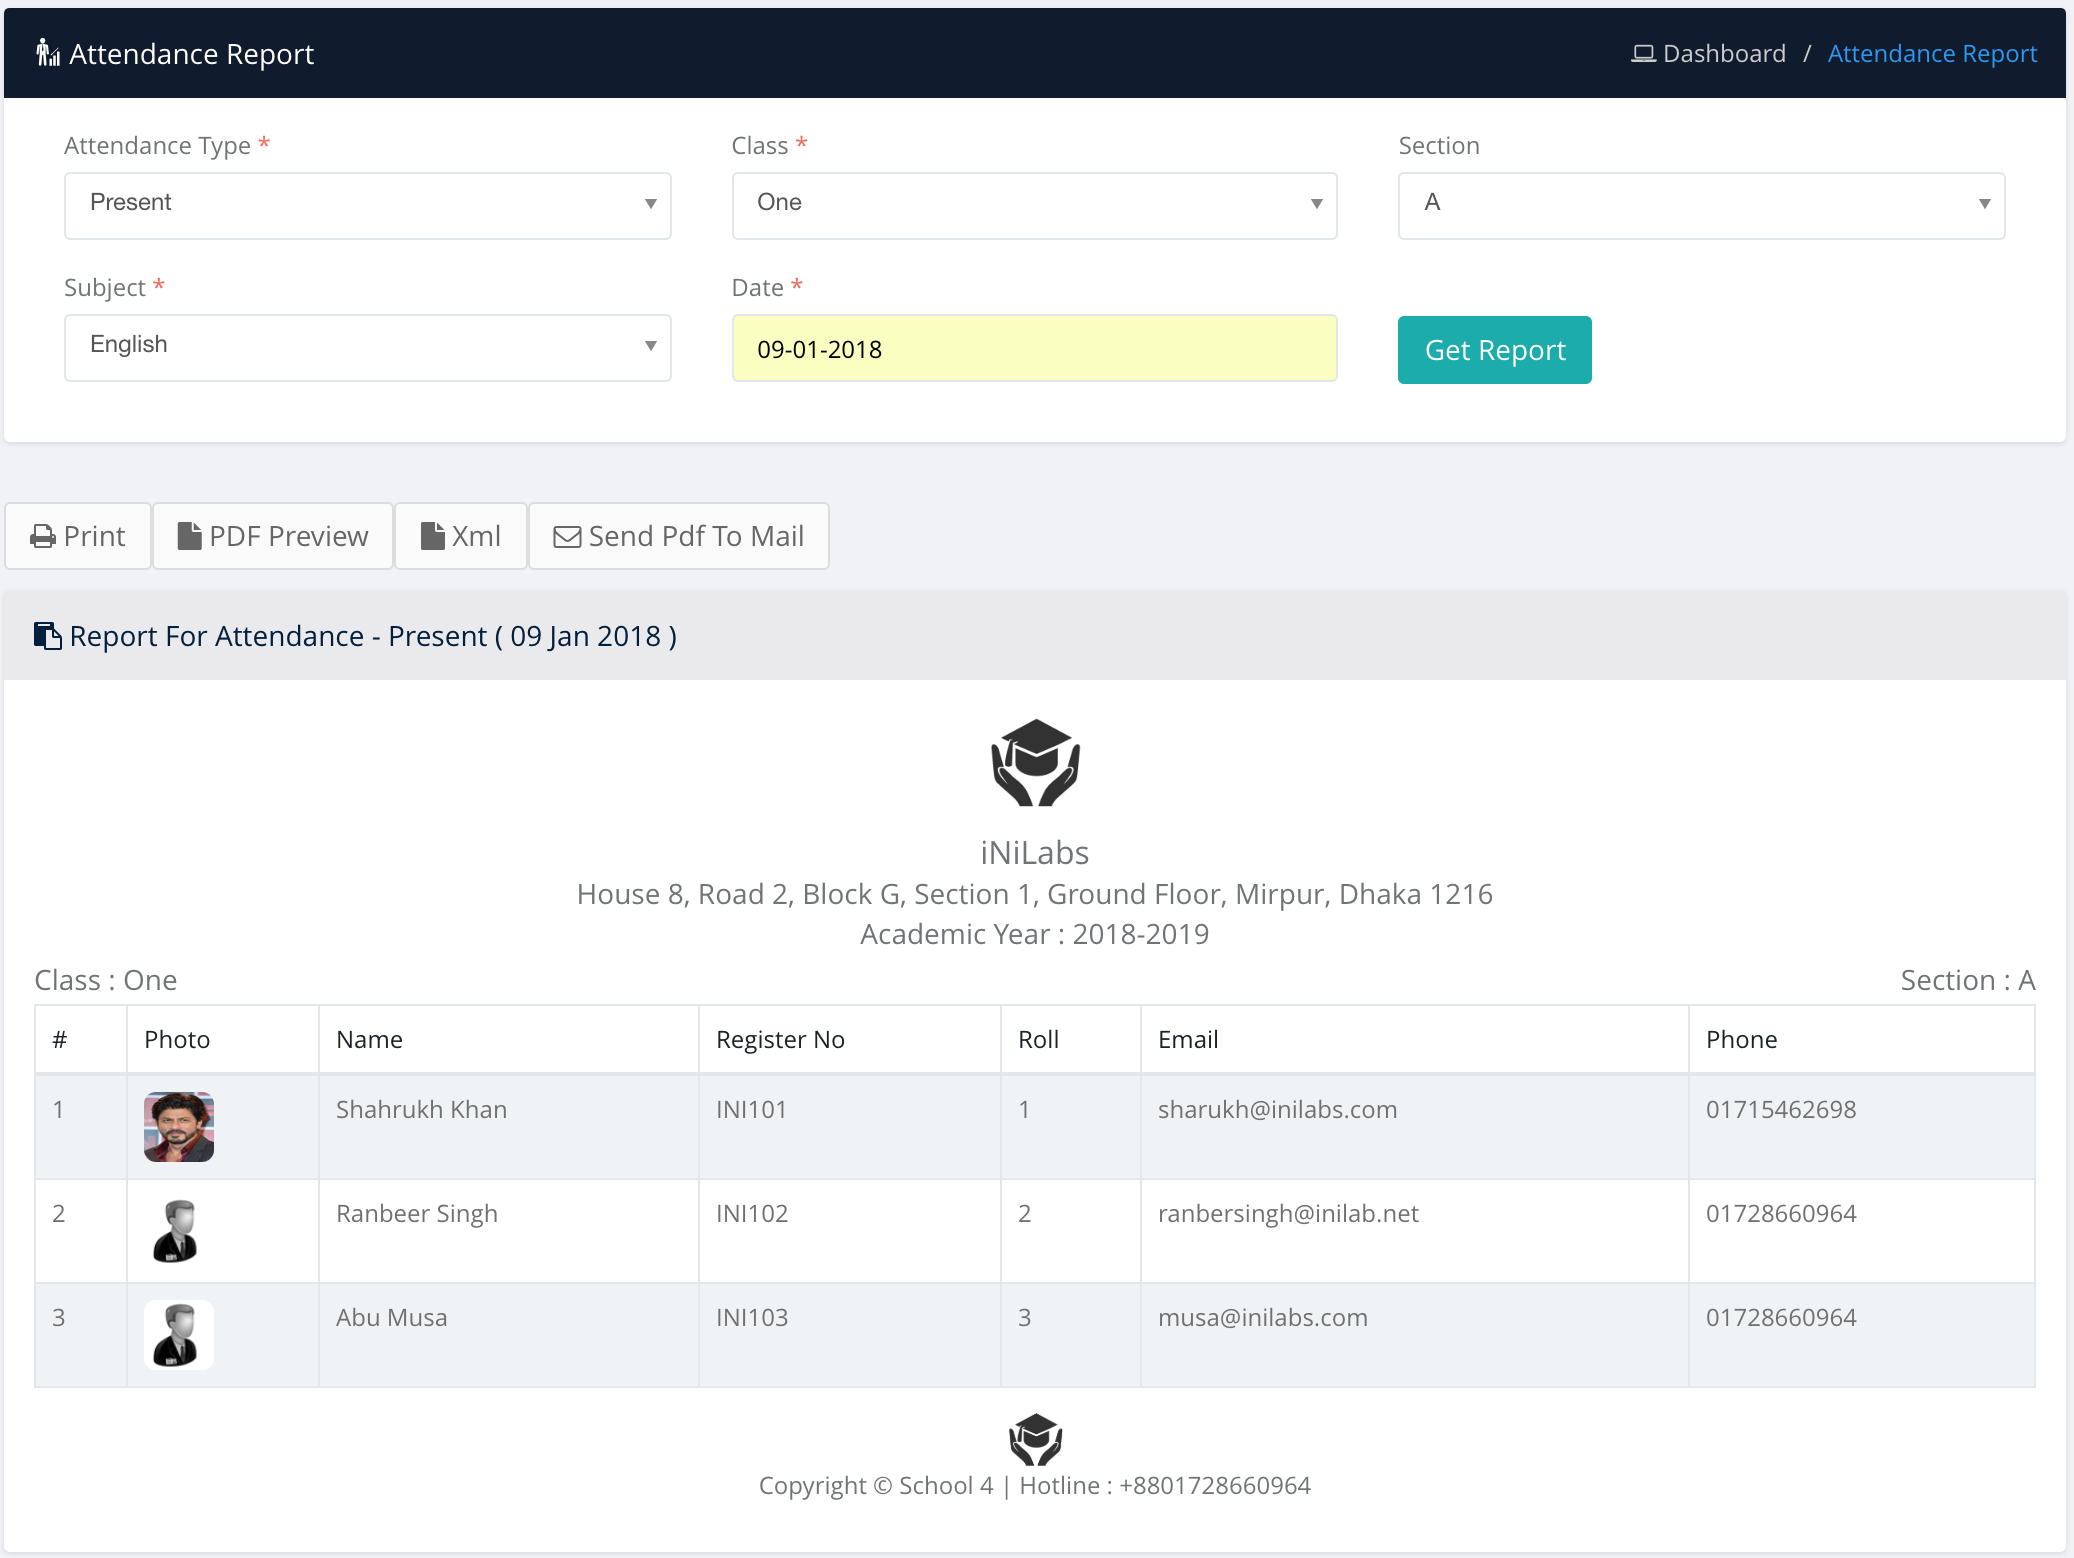 Attendance Report
Dashboard / Attendance Report
Attendance Type *
Class *
Section
Present
One
A
Subject *
Date *
English
09-01-2018
Get Report
Print
PDF Preview
Xml
Send Pdf To Mail
Report For Attendance - Present ( 09 Jan 2018 )
iNiLabs
House 8, Road 2, Block G, Section 1, Ground Floor, Mirpur, Dhaka 1216
Academic Year : 2018-2019
Class : One
Section : A
# Photo Name Register No Roll Email Phone
1 Shahrukh Khan INI101 1 sharukh@inilabs.com 01715462698
2 Ranbeer Singh INI102 2 ranbersingh@inilab.net 01728660964
3 Abu Musa INI103 3 musa@inilabs.com 01728660964
Copyright © School 4 | Hotline : +8801728660964